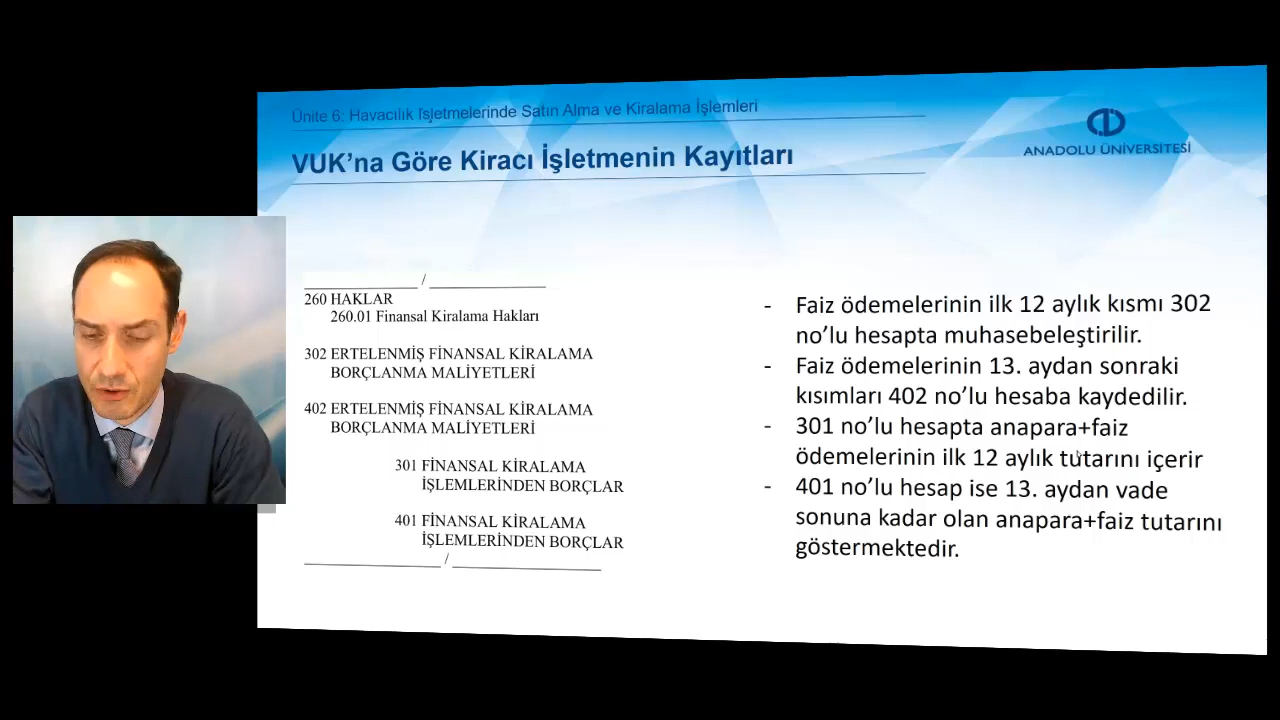 Ünite 6: Havacılık İşletmelerinde Satın Alma ve Kiralama İşlemleri
ANADOLU ÜNİVERSİTESİ
VUK’na Göre Kiracı İşletmenin Kayıtları
/
260 HAKLAR
260.01 Finansal Kiralama Hakları
302 ERTELENMİŞ FİNANSAL KİRALAMA
BORÇLANMA MALİYETLERİ
402 ERTELENMİŞ FİNANSAL KİRALAMA
BORÇLANMA MALİYETLERİ
301 FİNANSAL KİRALAMA
İŞLEMLERİNDEN BORÇLAR
401 FİNANSAL KİRALAMA
İŞLEMLERİNDEN BORÇLAR
/
- Faiz ödemelerinin ilk 12 aylık kısmı 302
no’lu hesapta muhasebeleştirilir.
- Faiz ödemelerinin 13. aydan sonraki
kısımları 402 no’lu hesaba kaydedilir.
- 301 no’lu hesapta anapara+faiz
ödemelerinin ilk 12 aylık tutarını içerir
- 401 no’lu hesap ise 13. aydan vade
sonuna kadar olan anapara+faiz tutarını
göstermektedir.